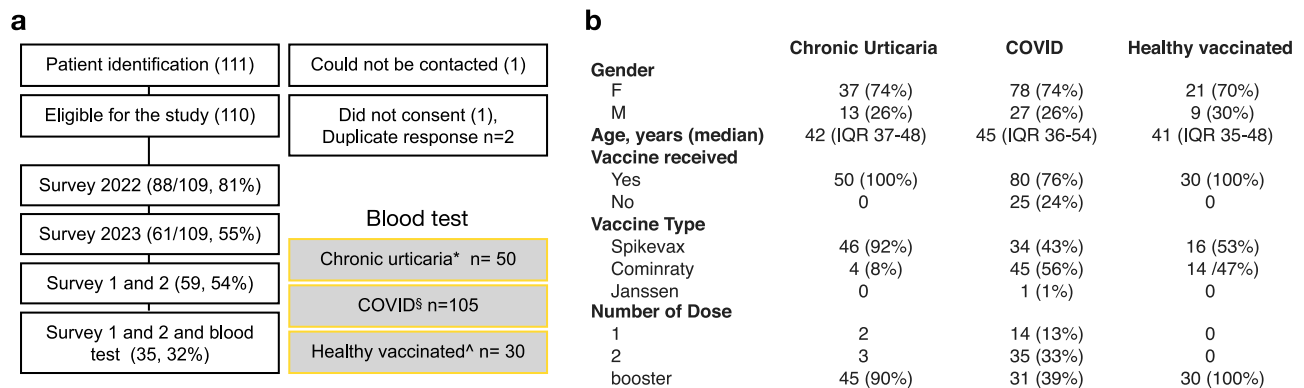 a
Patient identification (111)
Could not be contacted (1)
Eligible for the study (110)
Did not consent (1),
Duplicate response n=2
Survey 2022 (88/109, 81%)
Survey 2023 (61/109, 55%)
Survey 1 and 2 (59, 54%)
Survey 1 and 2 and blood
test (35, 32%)
Blood test
Chronic urticaria* n= 50
COVID§ n=105
Healthy vaccinated^ n= 30
b
Chronic Urticaria COVID Healthy vaccinated
Gender
F 37 (74%) 78 (74%) 21 (70%)
M 13 (26%) 27 (26%) 9 (30%)
Age, years (median) 42 (IQR 37-48) 45 (IQR 36-54) 41 (IQR 35-48)
Vaccine received
Yes 50 (100%) 80 (76%) 30 (100%)
No 0 25 (24%) 0
Vaccine Type
Spikevax 46 (92%) 34 (43%) 16 (53%)
Cominraty 4 (8%) 45 (56%) 14 /47%)
Janssen 0 1 (1%) 0
Number of Dose
1 2 14 (13%) 0
2 3 35 (33%) 0
booster 45 (90%) 31 (39%) 30 (100%)